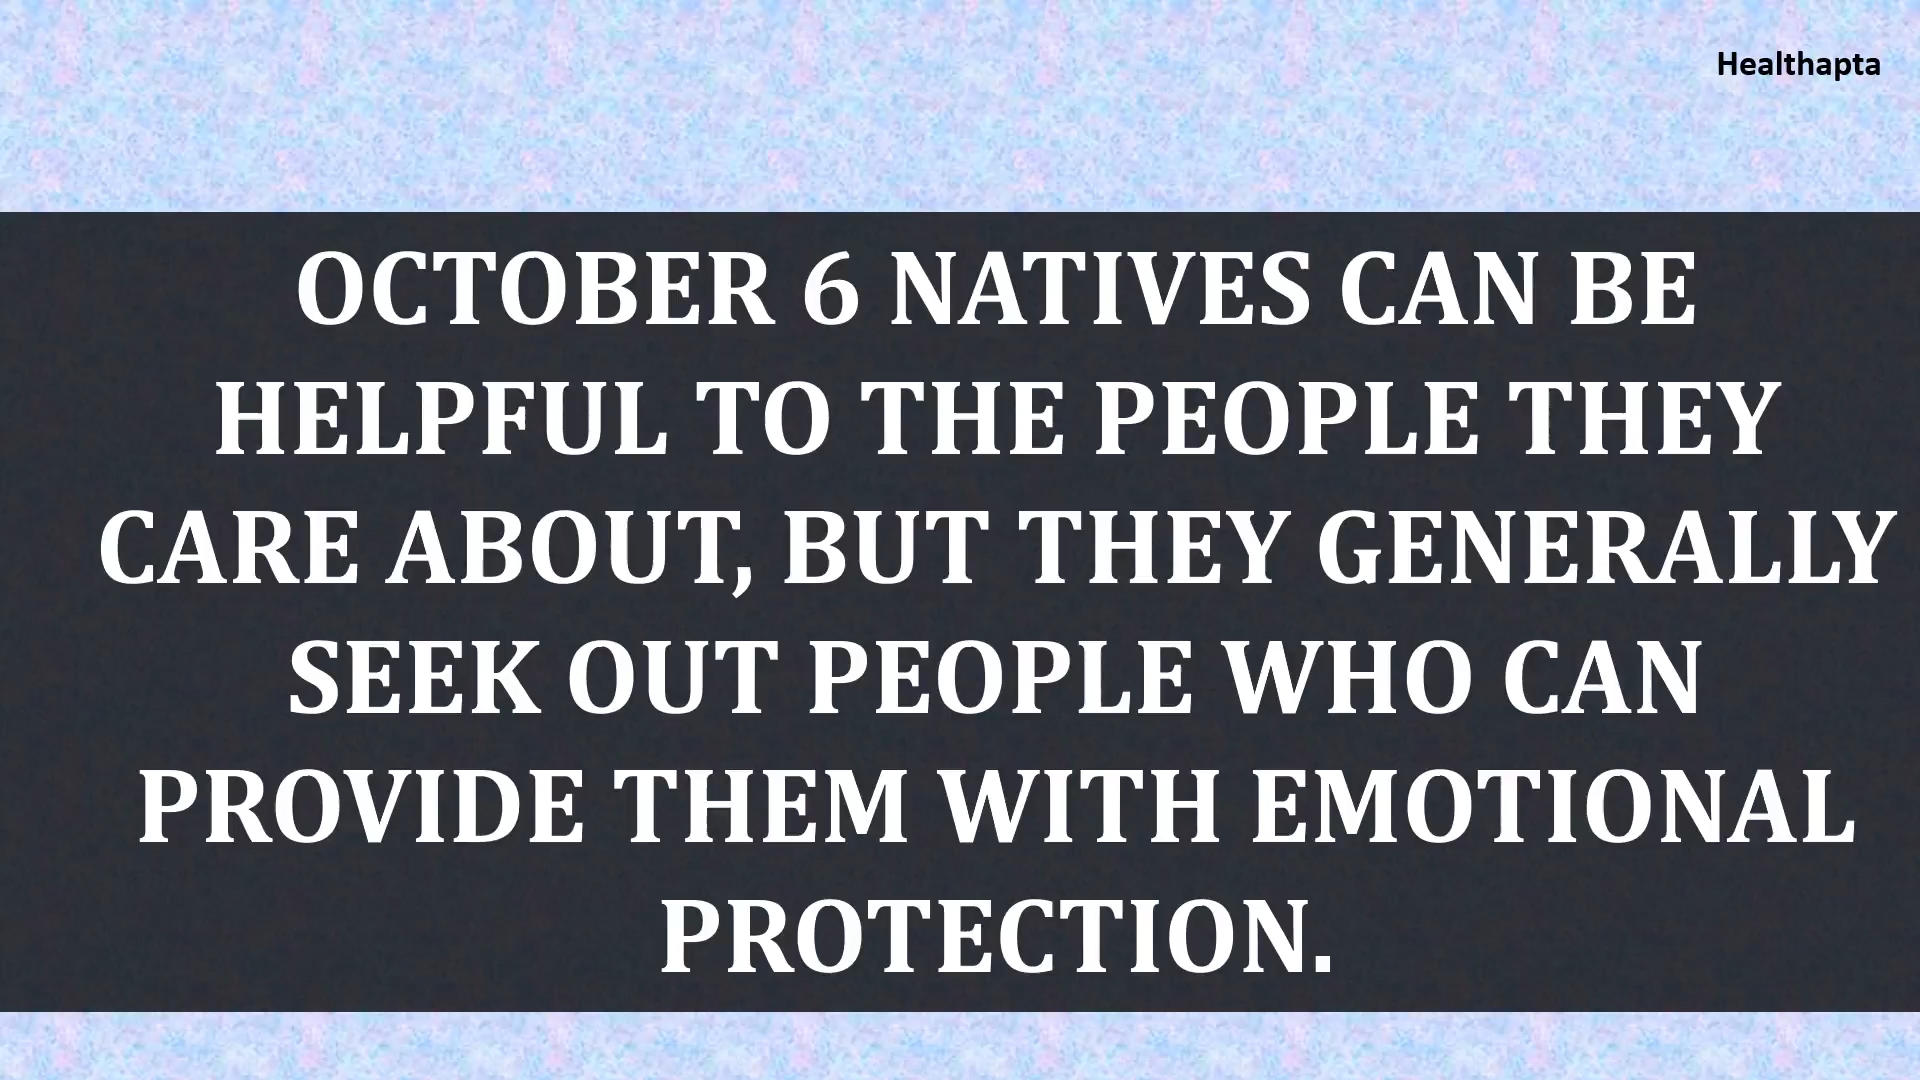 Healthapta
OCTOBER 6 NATIVES CAN BE
HELPFUL TO THE PEOPLE THEY
CARE ABOUT, BUT THEY GENERALLY
SEEK OUT PEOPLE WHO CAN
PROVIDE THEM WITH EMOTIONAL
PROTECTION.